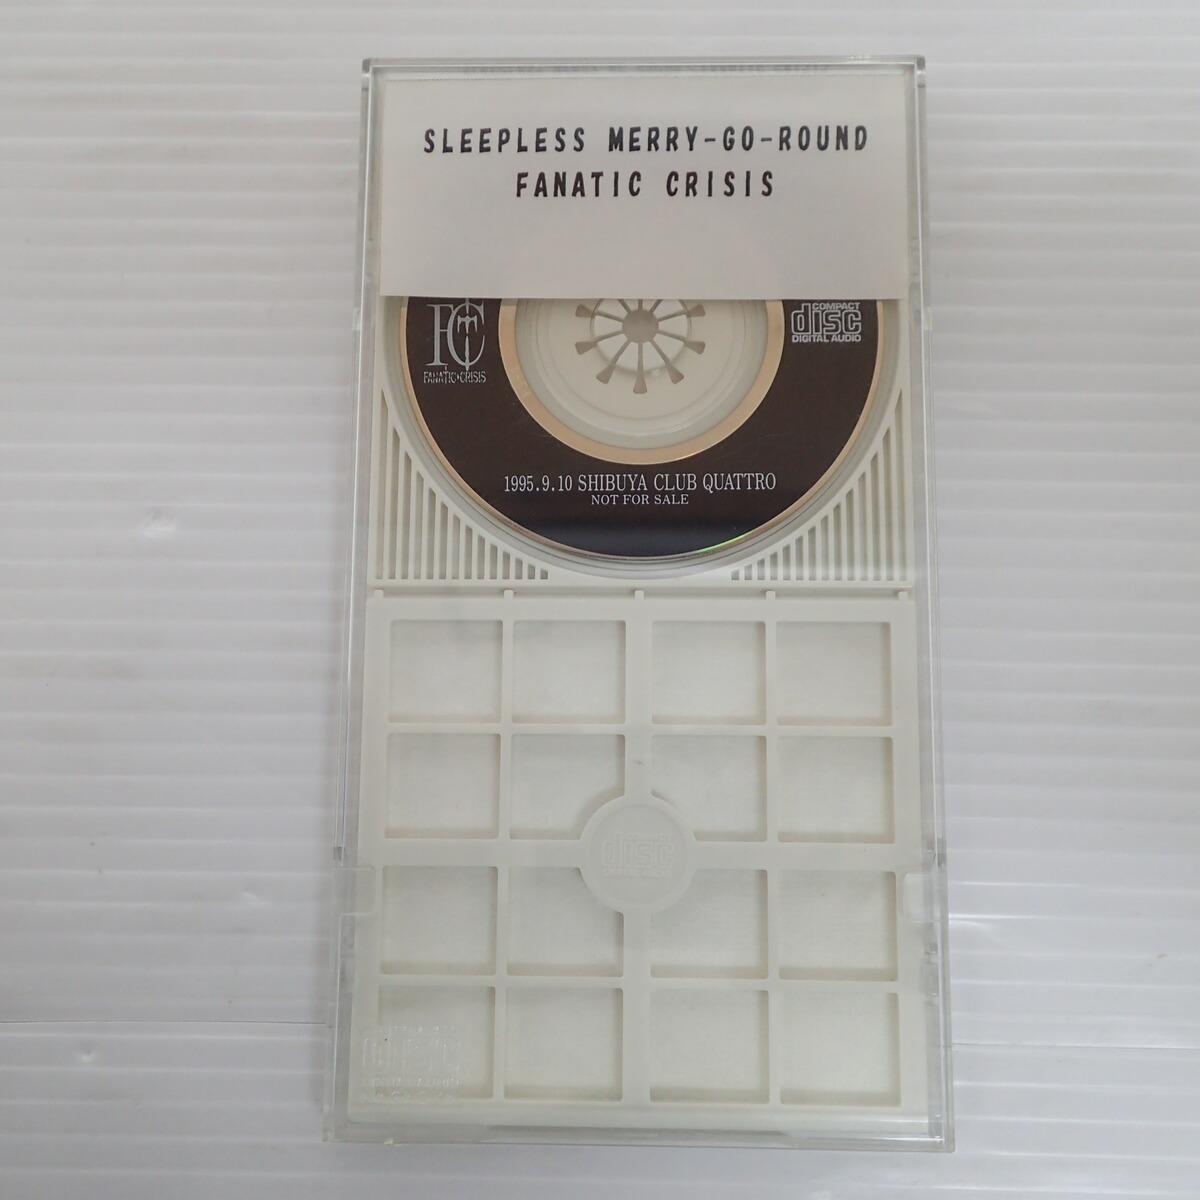 SLEEPLESS MERRY-GO-ROUND
FANATIC CRISIS
FC
FANATIC◆CRISIS
COMPACT
disc
DIGITAL AUDIO
1995.9.10 SHIBUYA CLUB QUATTRO
NOT FOR SALE
disc